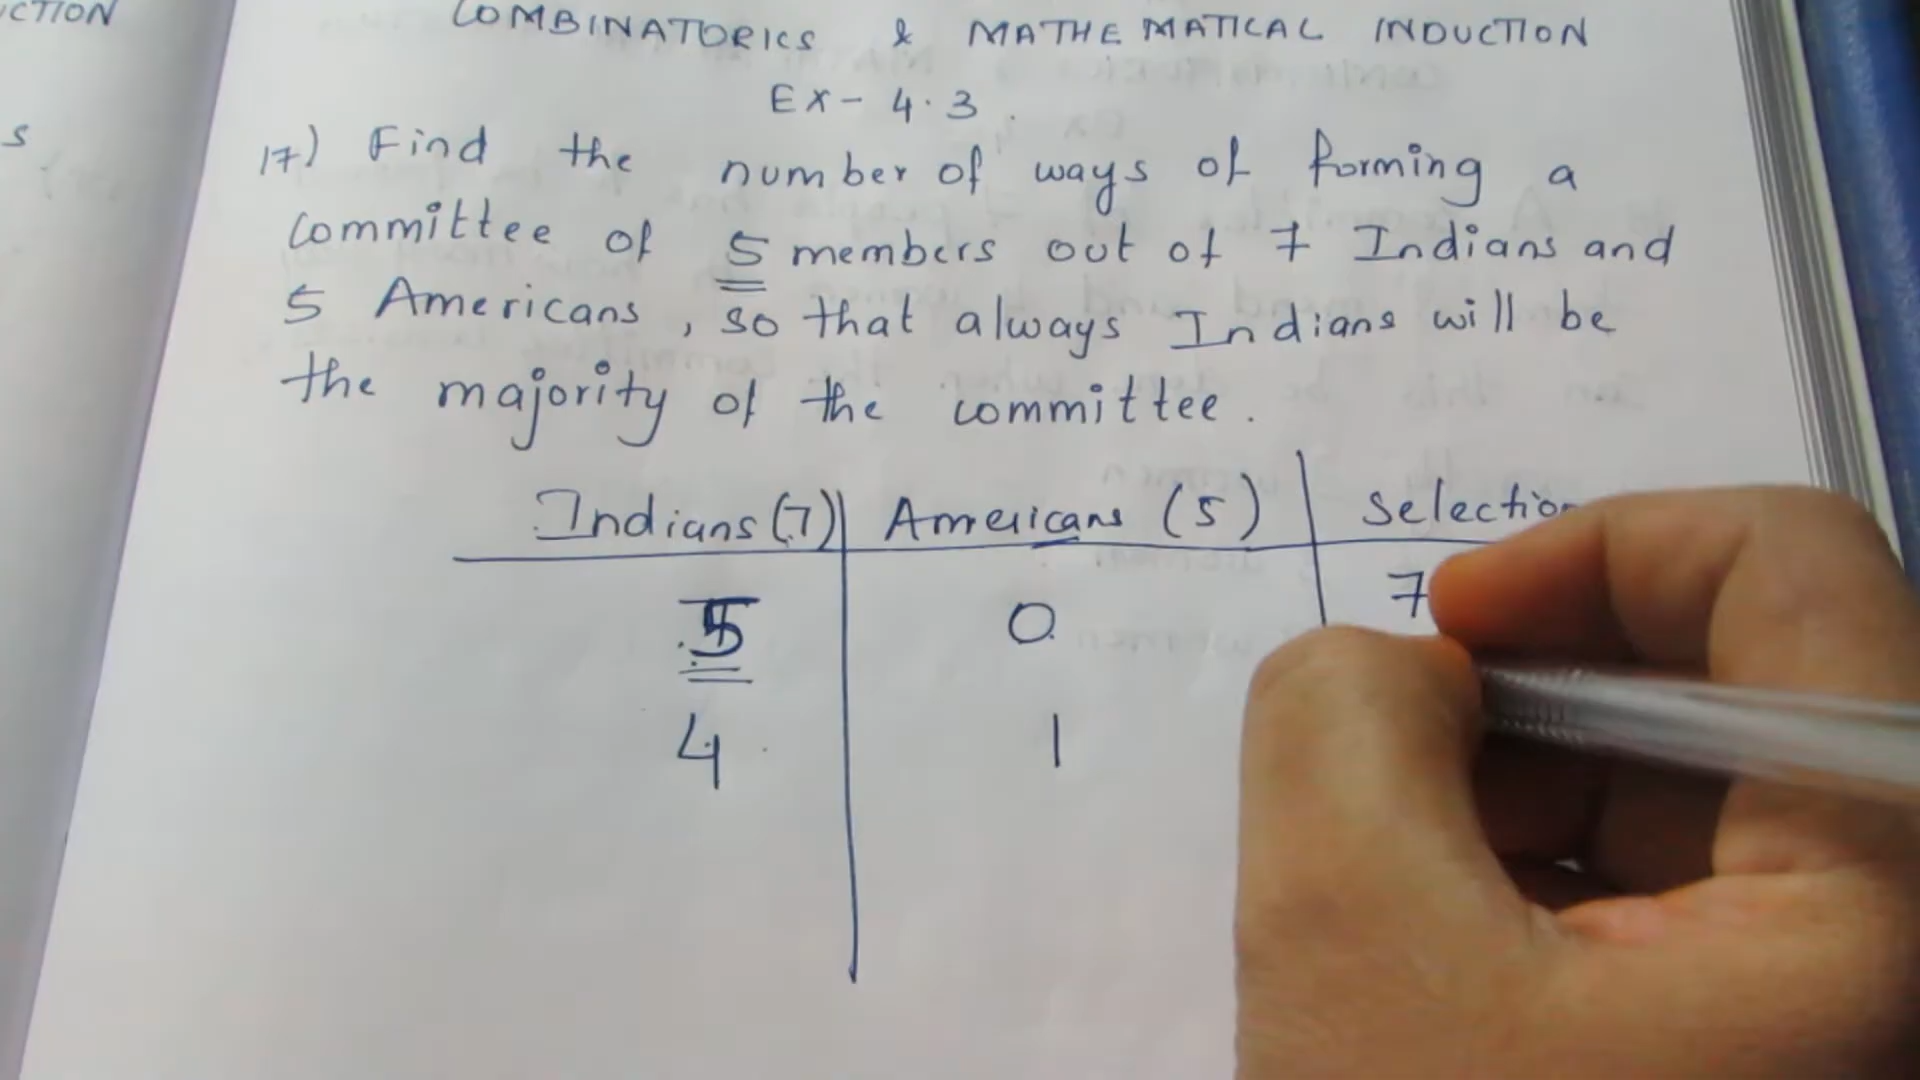 CTION
COMBINATORICS & MATHEMATICAL INDUCTION
EX- 4.3.
s
17) Find the number of ways of forming a
committee of 5 members out of 7 Indians and
5 Americans, so that always Indians will be
the majority of the committee.
Indians (7) Americans (5) Selection
5 0 7
4 1